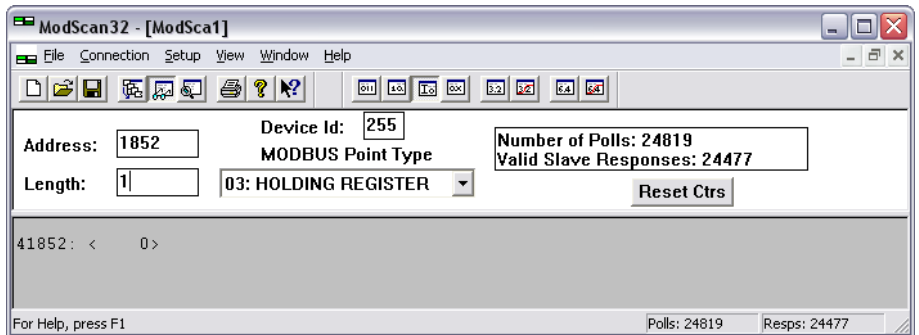 ModScan32 - [ModSca1]
File Connection Setup View Window Help
Address: 1852
Device Id: 255
MODBUS Point Type
Length: 1
03: HOLDING REGISTER
Number of Polls: 24819
Valid Slave Responses: 24477
Reset Ctrs
41852: < 0>
For Help, press F1
Polls: 24819
Resps: 24477